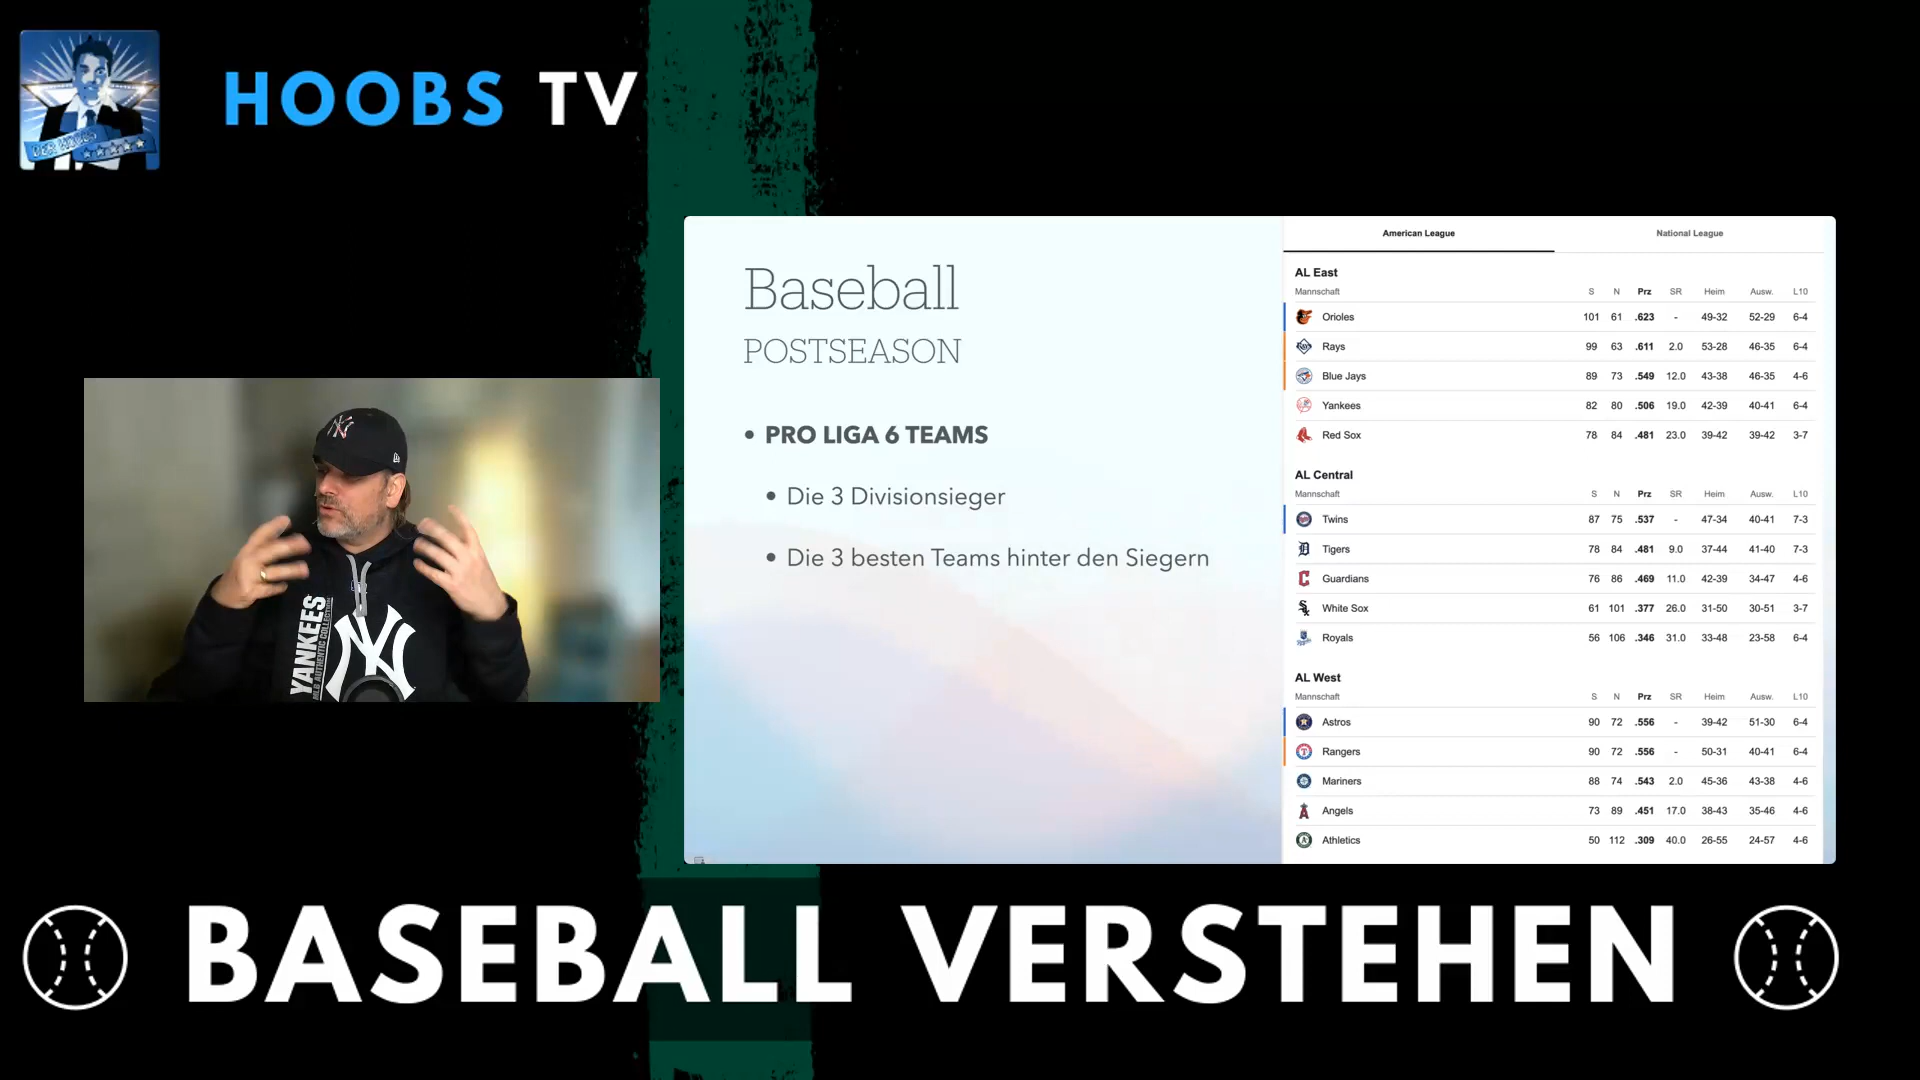 HOOBS TV
Baseball
POSTSEASON
• PRO LIGA 6 TEAMS
• Die 3 Divisionsieger
• Die 3 besten Teams hinter den Siegern
American League National League
AL East
Mannschaft S N Prz SR Heim Ausw. L10
Orioles 101 61 .623 - 49-32 52-29 6-4
Rays 99 63 .611 2.0 53-28 46-35 6-4
Blue Jays 89 73 .549 12.0 43-38 46-35 4-6
Yankees 82 80 .506 19.0 42-39 40-41 6-4
Red Sox 78 84 .481 23.0 39-42 39-42 3-7
AL Central
Mannschaft S N Prz SR Heim Ausw. L10
Twins 87 75 .537 - 47-34 40-41 7-3
Tigers 78 84 .481 9.0 37-44 41-40 7-3
Guardians 76 86 .469 11.0 42-39 34-47 4-6
White Sox 61 101 .377 26.0 31-50 30-51 3-7
Royals 56 106 .346 31.0 33-48 23-58 6-4
AL West
Mannschaft S N Prz SR Heim Ausw. L10
Astros 90 72 .556 - 39-42 51-30 6-4
Rangers 90 72 .556 - 50-31 40-41 6-4
Mariners 88 74 .543 2.0 45-36 43-38 4-6
Angels 73 89 .451 17.0 38-43 35-46 4-6
Athletics 50 112 .309 40.0 26-55 24-57 4-6
NY
YANKEES
NY
BASEBALL VERSTEHEN